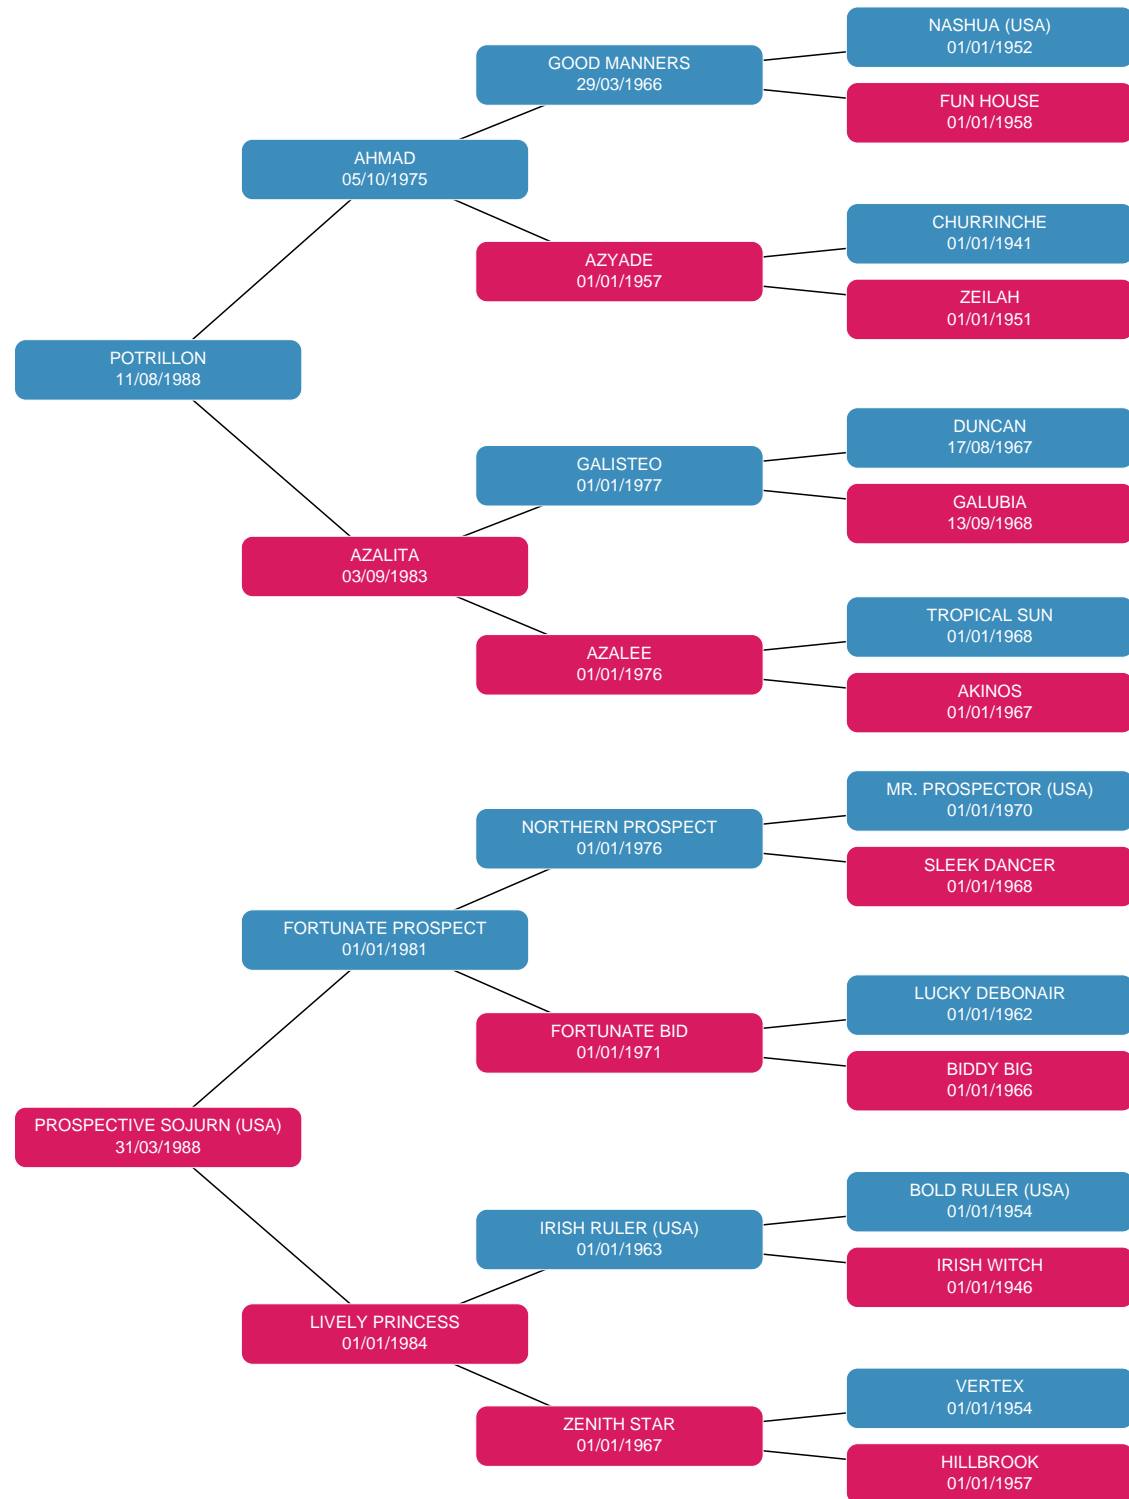 NASHUA (USA)
01/01/1952
GOOD MANNERS
29/03/1966
FUN HOUSE
01/01/1958
AHMAD
05/10/1975
CHURRINCHE
01/01/1941
AZYADE
01/01/1957
ZEILAH
01/01/1951
POTRILLON
11/08/1988
DUNCAN
17/08/1967
GALISTEO
01/01/1977
GALUBIA
13/09/1968
AZALITA
03/09/1983
TROPICAL SUN
01/01/1968
AZALEE
01/01/1976
AKINOS
01/01/1967
MR. PROSPECTOR (USA)
01/01/1970
NORTHERN PROSPECT
01/01/1976
SLEEK DANCER
01/01/1968
FORTUNATE PROSPECT
01/01/1981
LUCKY DEBONAIR
01/01/1962
FORTUNATE BID
01/01/1971
BIDDY BIG
01/01/1966
PROSPECTIVE SOJURN (USA)
31/03/1988
BOLD RULER (USA)
01/01/1954
IRISH RULER (USA)
01/01/1963
IRISH WITCH
01/01/1946
LIVELY PRINCESS
01/01/1984
VERTEX
01/01/1954
ZENITH STAR
01/01/1967
HILLBROOK
01/01/1957